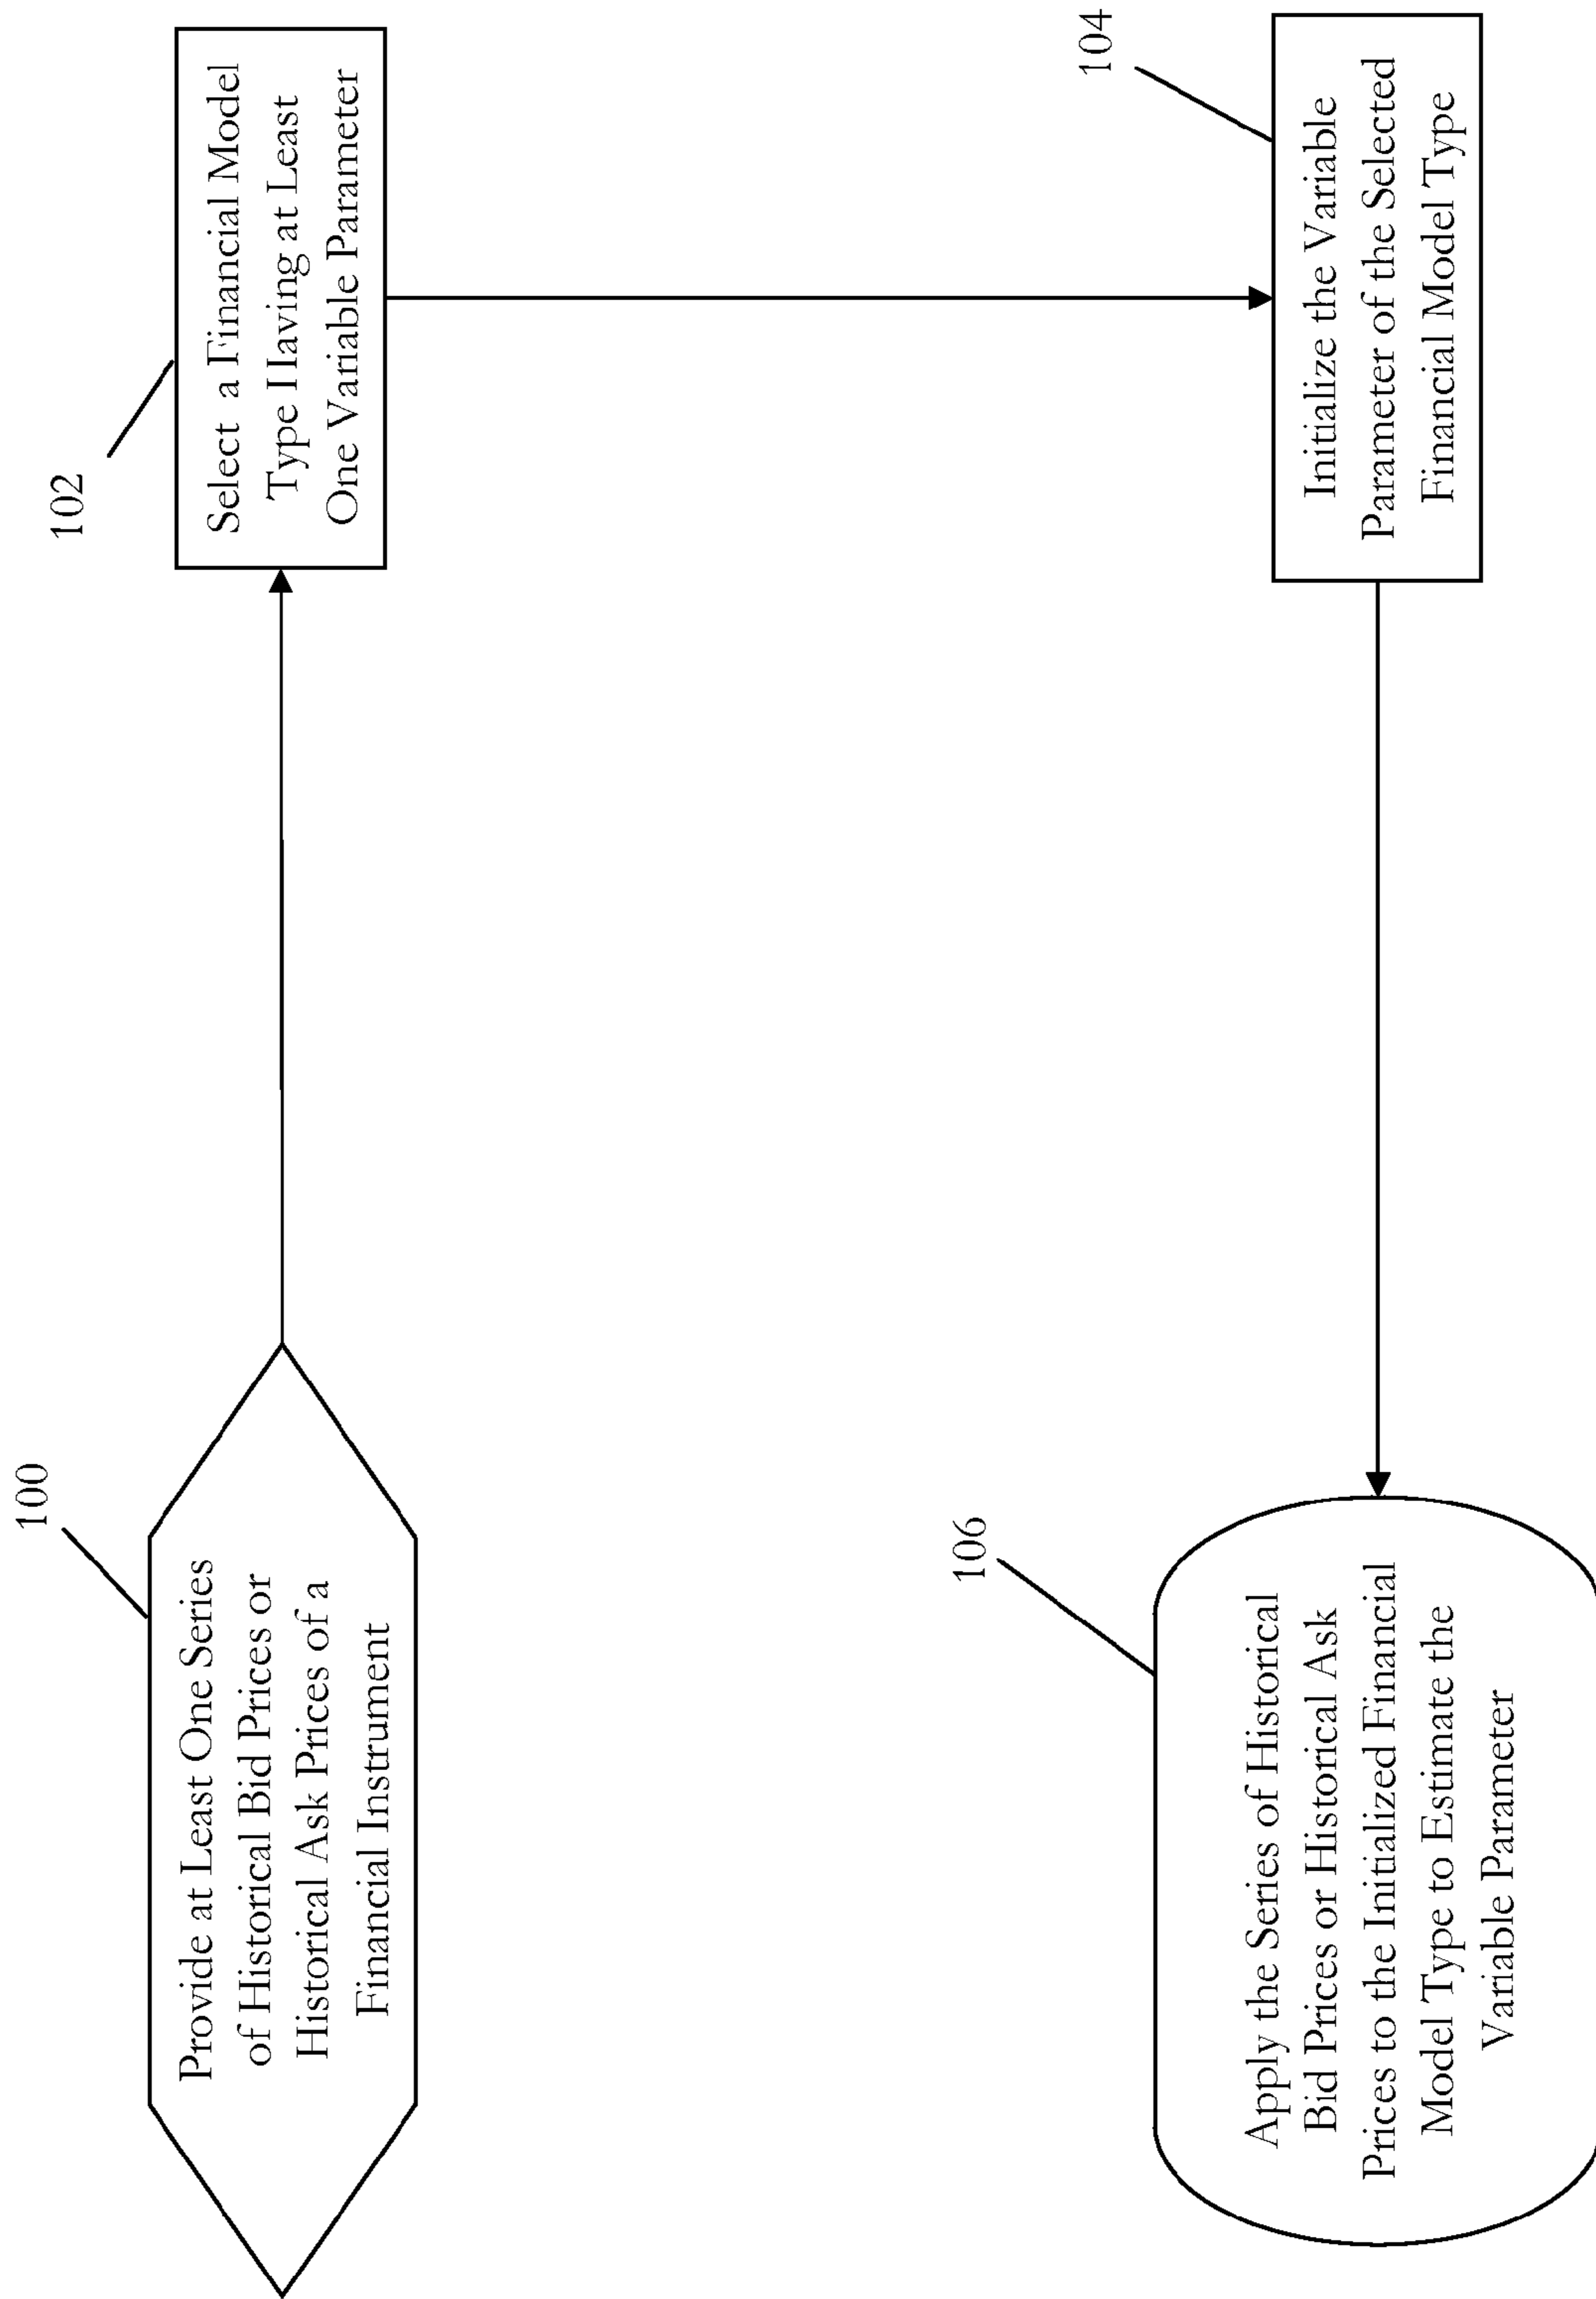 100
Provide at Least One Series
of Historical Bid Prices or
Historical Ask Prices of a
Financial Instrument
102
Select a Financial Model
Type Having at Least
One Variable Parameter
104
Initialize the Variable
Parameter of the Selected
Financial Model Type
106
Apply the Series of Historical
Bid Prices or Historical Ask
Prices to the Initialized Financial
Model Type to Estimate the
Variable Parameter